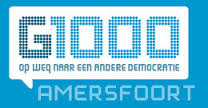 G1000
OP WEG NAAR EEN ANDERE DEMOCRATIE
AMERSFOORT